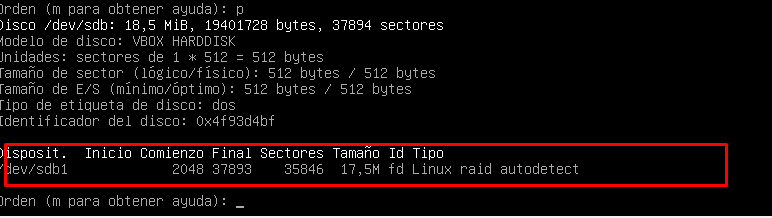 Orden (m para obtener ayuda): p
Disco /dev/sdb: 18,5 MiB, 19401728 bytes, 37894 sectores
Modelo de disco: VBOX HARDDISK
Unidades: sectores de 1 * 512 = 512 bytes
Tamaño de sector (lógico/físico): 512 bytes / 512 bytes
Tamaño de E/S (mínimo/óptimo): 512 bytes / 512 bytes
Tipo de etiqueta de disco: dos
Identificador del disco: 0x4f93d4bf
Disposit. Inicio Comienzo Final Sectores Tamaño Id Tipo
/dev/sdb1 2048 37893 35846 17,5M fd Linux raid autodetect
Orden (m para obtener ayuda): _